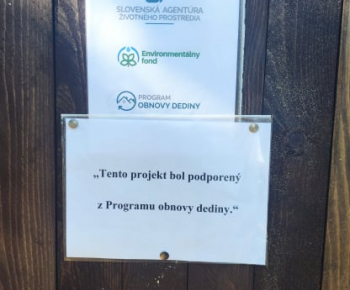 SLOVENSKÁ AGENTÚRA
ŽIVOTNÉHO PROSTREDIA
Environmentálny
fond
PROGRAM
OBNOVY DEDINY
„Tento projekt bol podporený
z Programu obnovy dediny.“